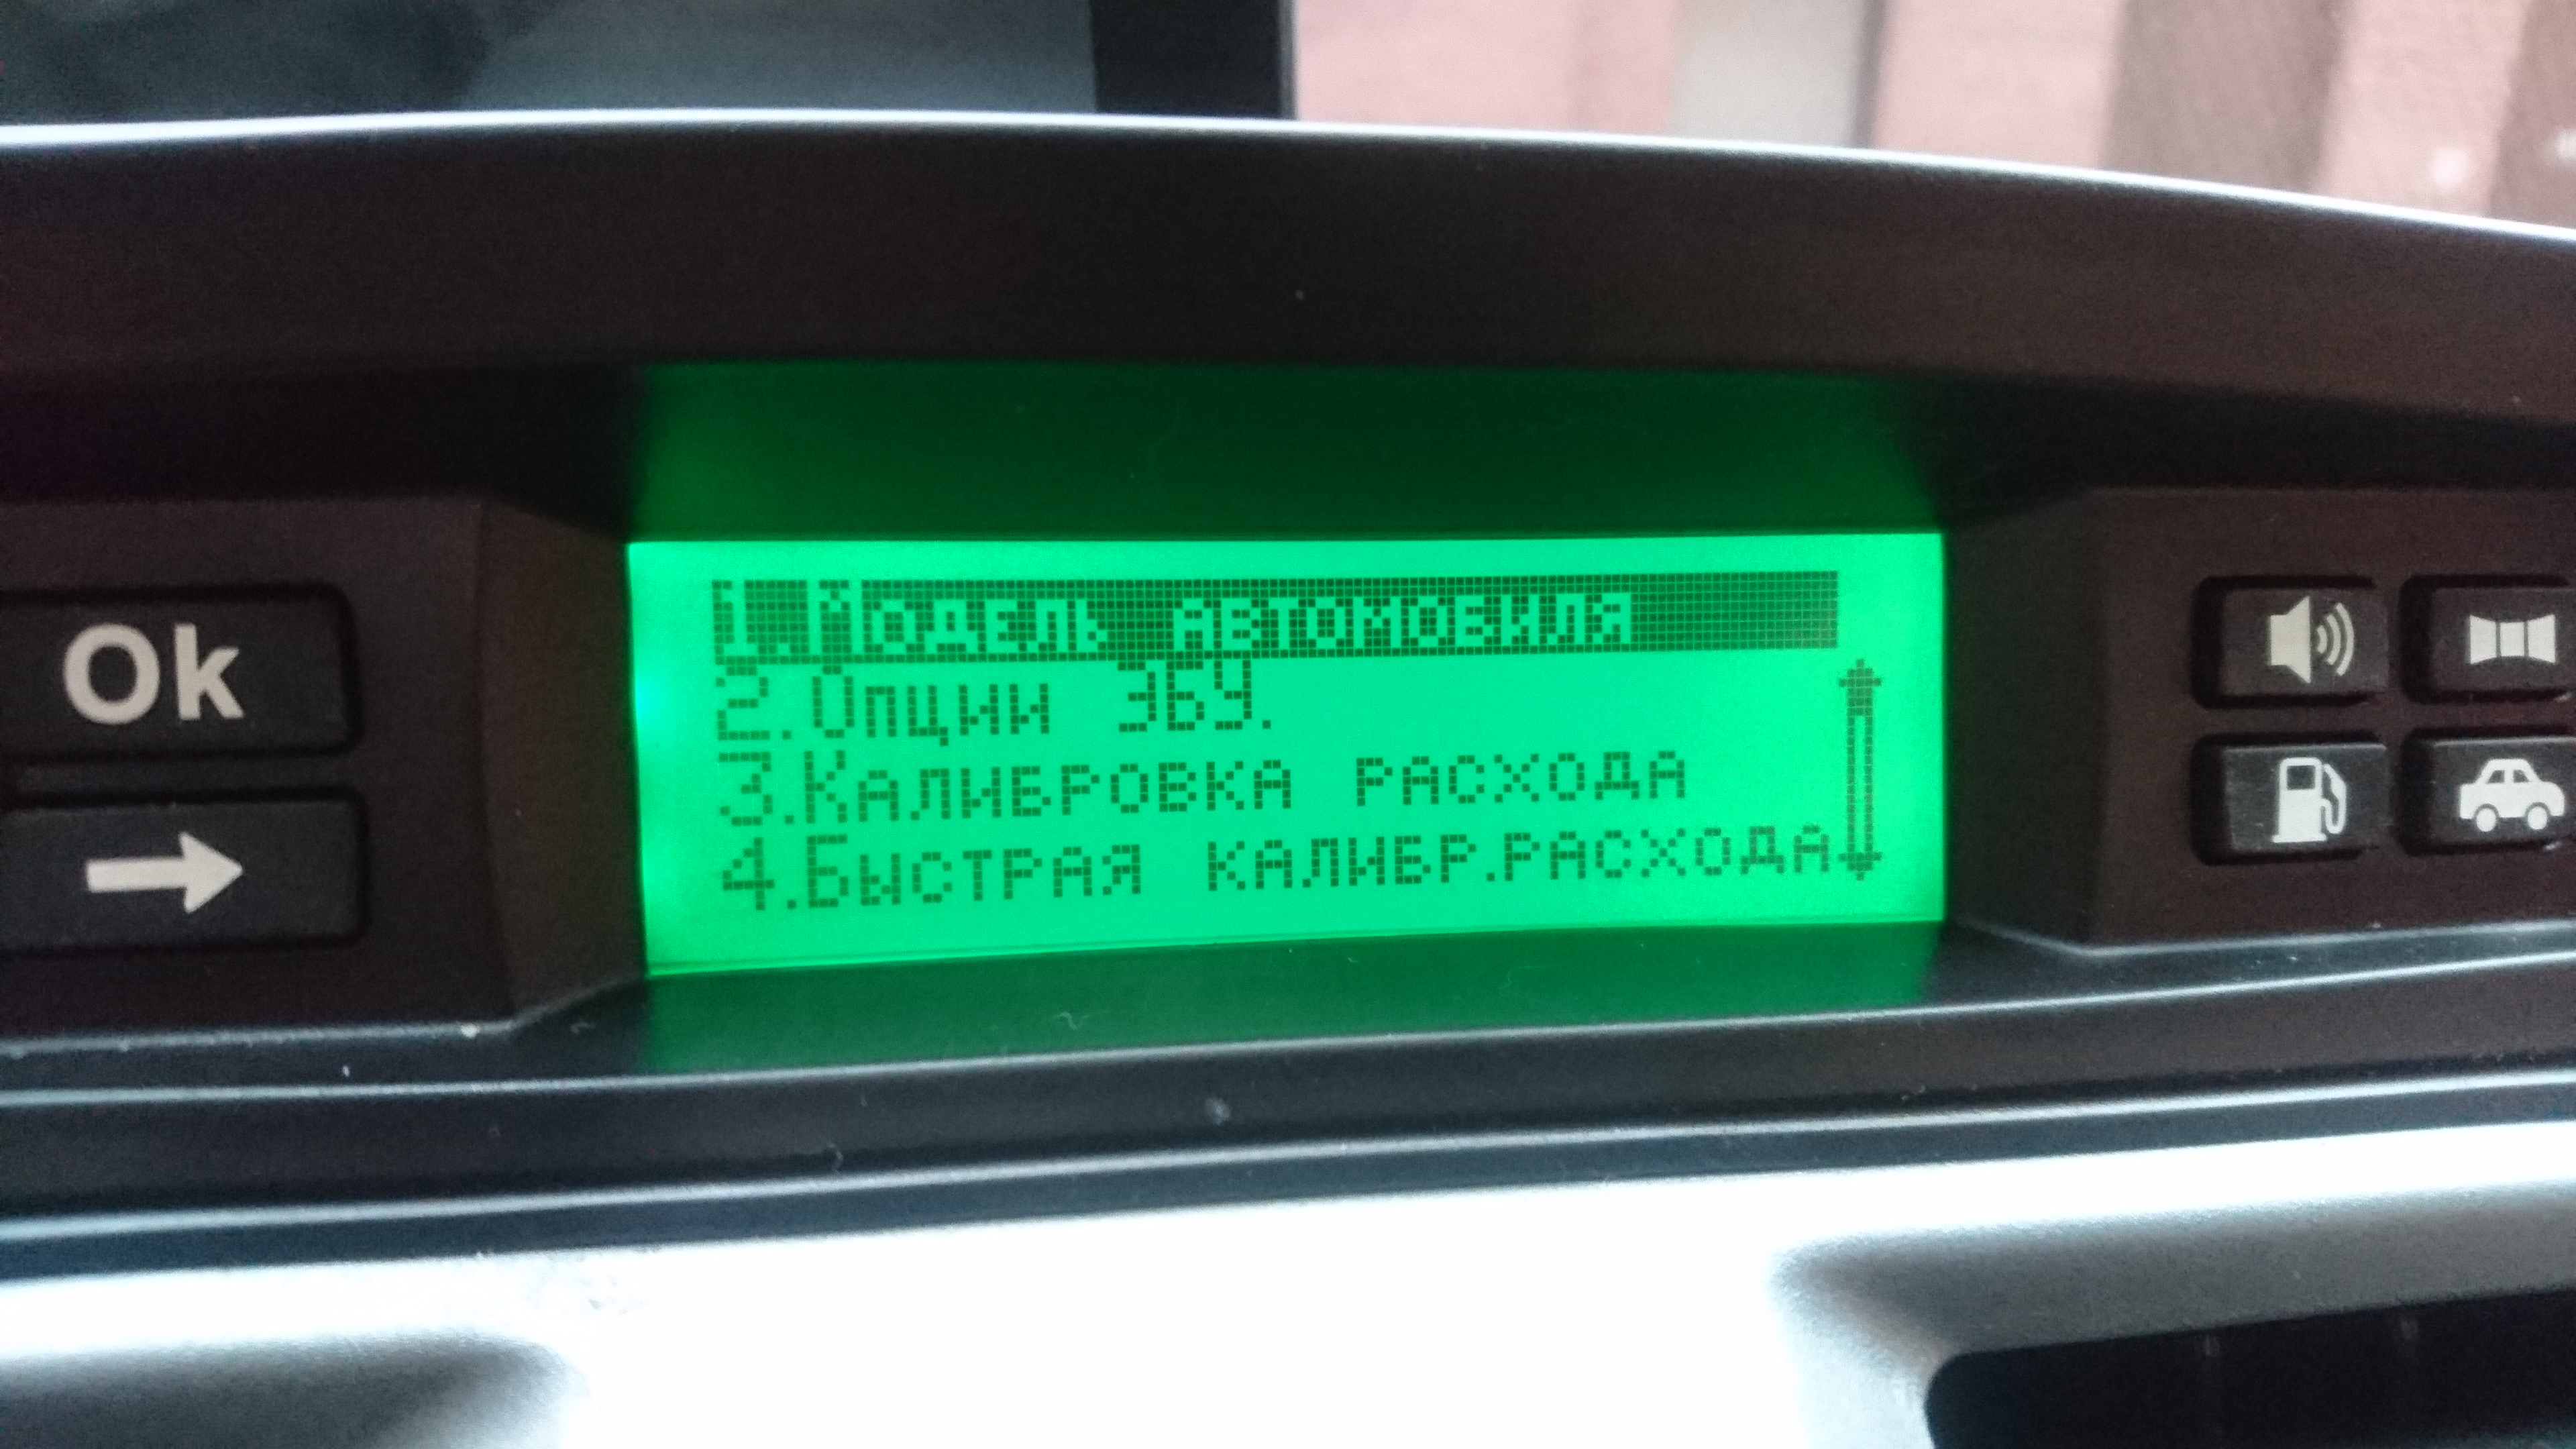 Ok
1.Модель автомобиля
2.Опции ЭБУ.
3.Калибровка расхода
4.Быстрая калибр.расхода